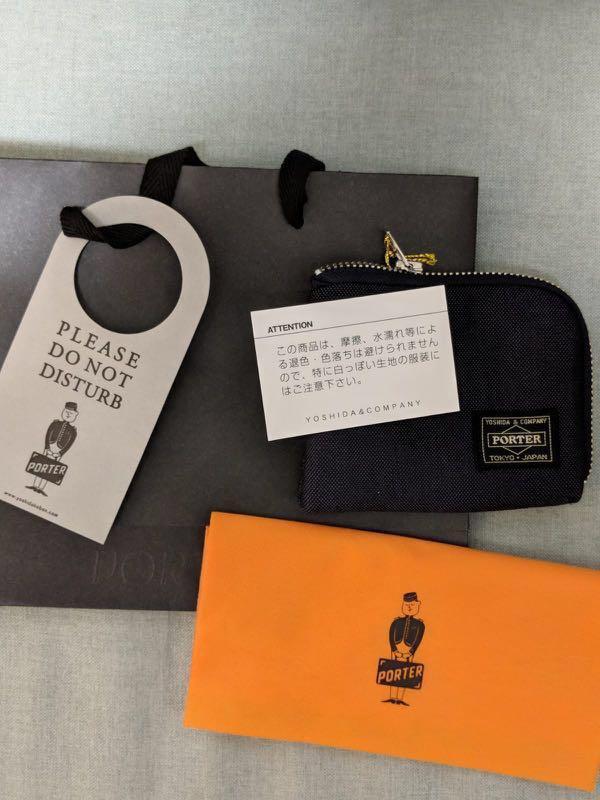 PLEASE
DO NOT
DISTURB
PORTER
www.yoshidakaban.com
ATTENTION
この商品は、摩擦、水濡れ等によ
る退色・色落ちは避けられません
ので、特に白っぽい生地の服装に
はご注意下さい。
YOSHIDA&COMPANY
YOSHIDA & COMPANY
PORTER
TOKYO・JAPAN
PORTER